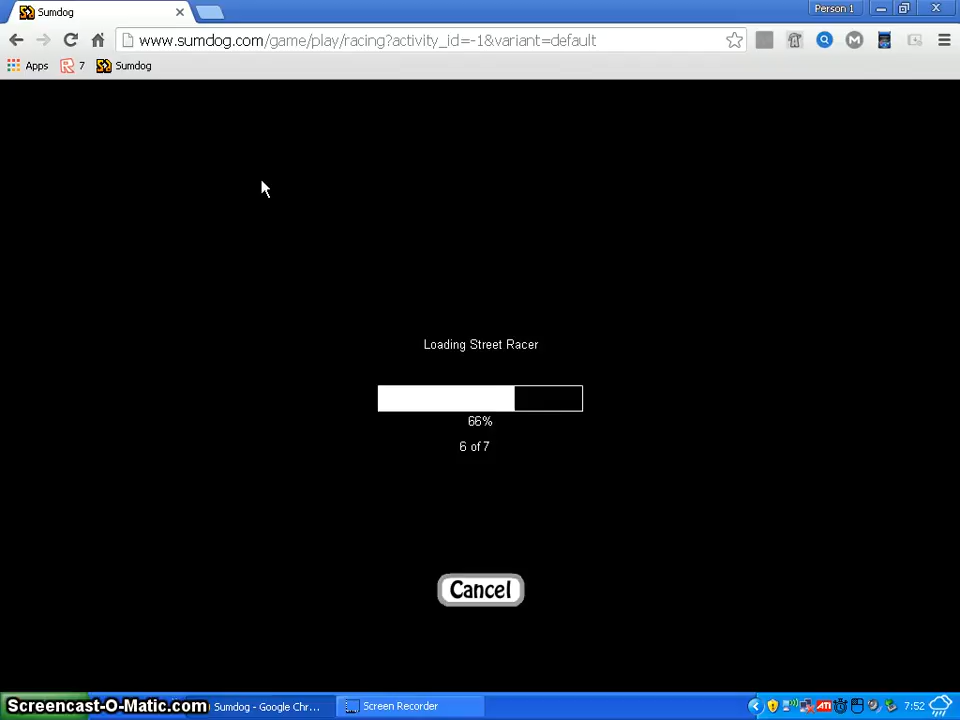 Sumdog
Person 1
www.sumdog.com/game/play/racing?activity_id=-1&variant=default
Apps
7
Sumdog
Loading Street Racer
66%
6 of 7
Cancel
Screencast-O-Matic.com
Sumdog - Google Chr...
Screen Recorder
ATI
7:52